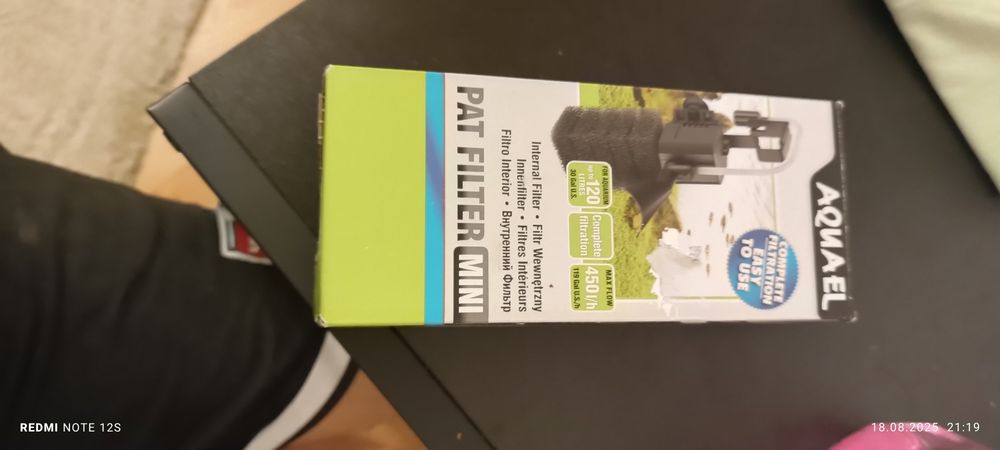 AQUAEL
COMPLETE
FILTRATION
EASY
TO USE
FOR AQUARIUM
up to 120
LITRES
30 Gal U.S.
Complete
filtration
MAX FLOW
450 l/h
119 Gal U.S./h
Internal Filter • Filtr Wewnętrzny
Innenfilter • Filtres Intérieurs
Filtro Interior • Внутренний Фильтр
PAT FILTER MINI
REDMI NOTE 12S
18.08.2025 21:19